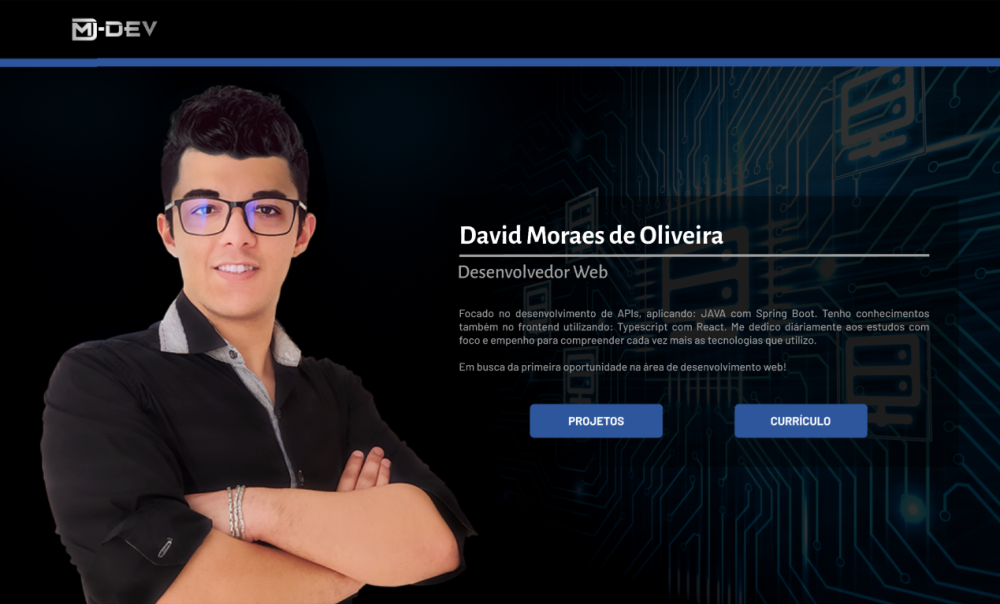 MJ-DEV
David Moraes de Oliveira
Desenvolvedor Web
Focado no desenvolvimento de APIs, aplicando: JAVA com Spring Boot. Tenho conhecimentos
também no frontend utilizando: Typescript com React. Me dedico diáriamente aos estudos com
foco e empenho para compreender cada vez mais as tecnologias que utilizo.
Em busca da primeira oportunidade na área de desenvolvimento web!
PROJETOS CURRÍCULO